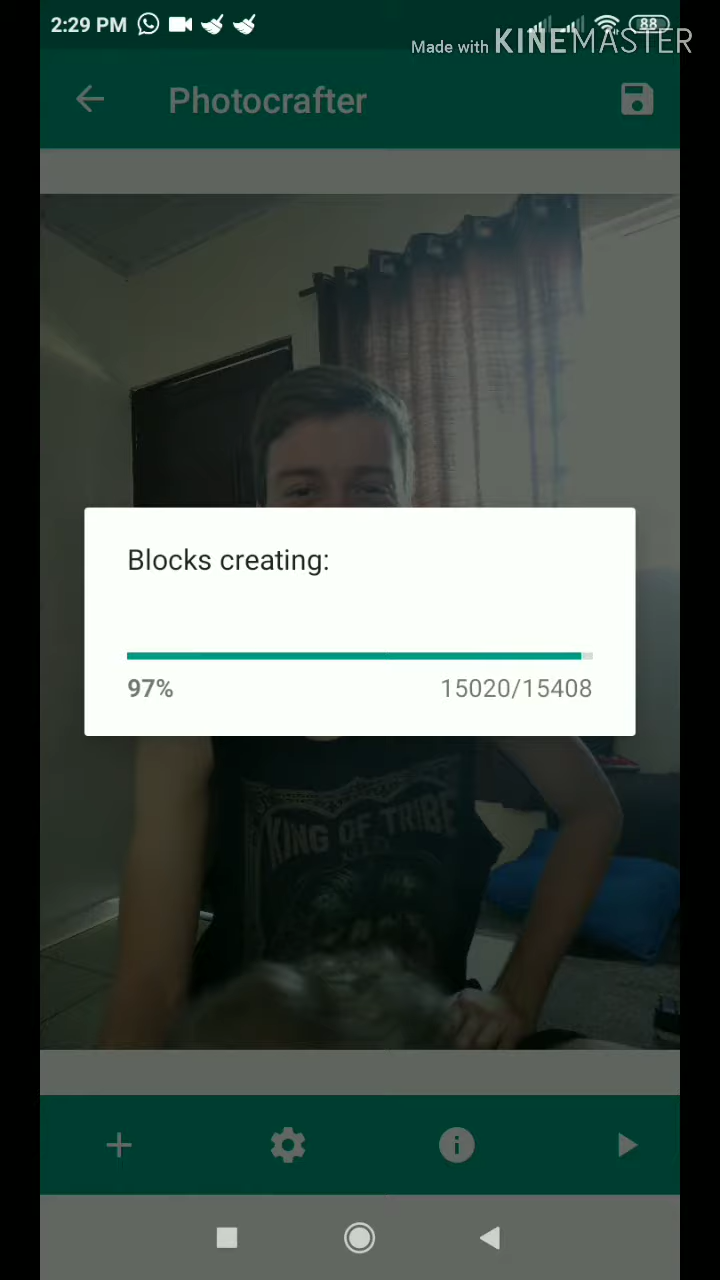 2:29 PM 88
Made with KINEMASTER
Photocrafter
Blocks creating:
97% 15020/15408
KING OF TRIBE